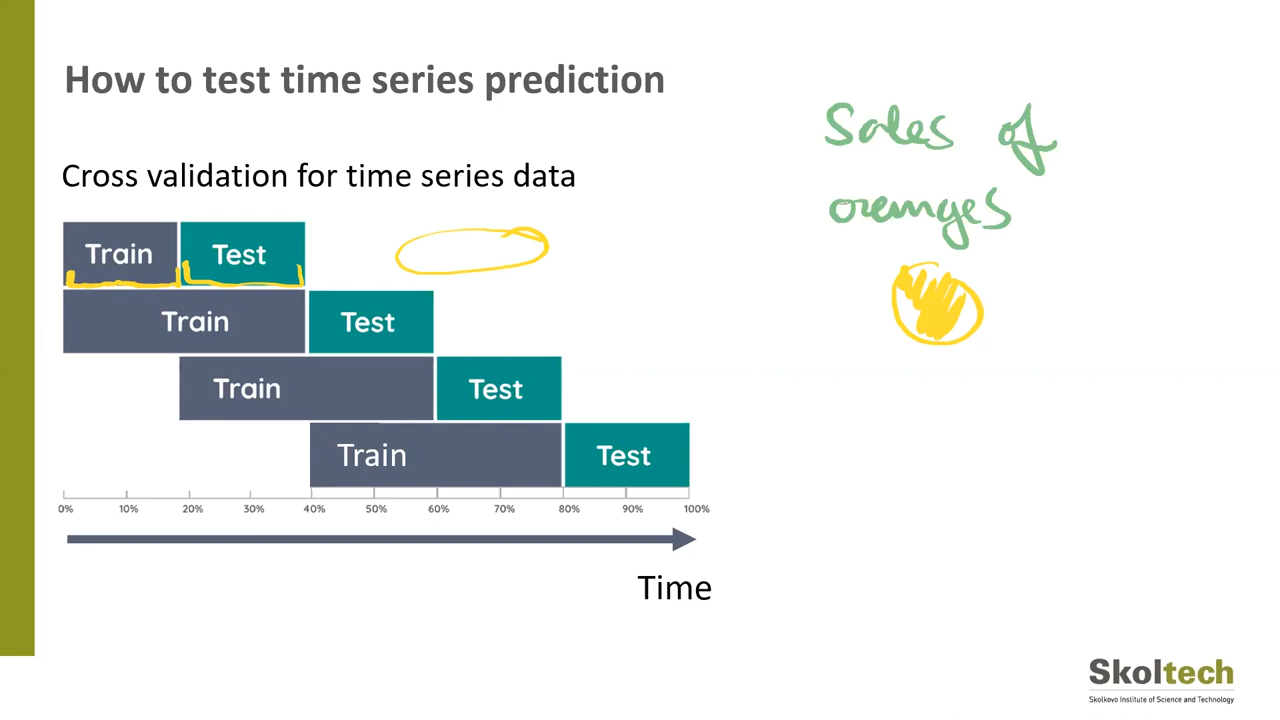 How to test time series prediction
Sales of
oranges
Cross validation for time series data
Train Test
Train Test
Train Test
Train Test
0% 10% 20% 30% 40% 50% 60% 70% 80% 90% 100%
Time
Skoltech
Skolkovo Institute of Science and Technology